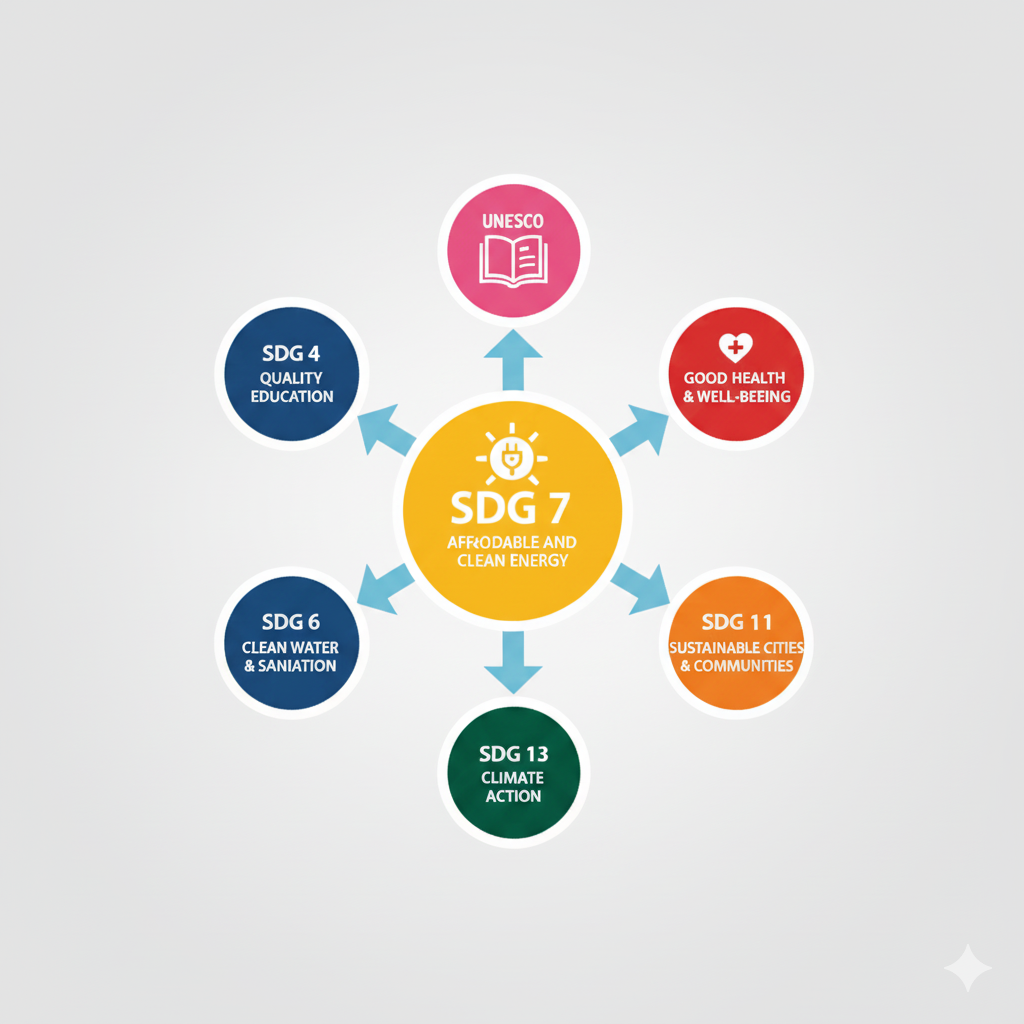 UNESCO
SDG 4
QUALITY
EDUCATION
GOOD HEALTH
& WELL-BEEING
SDG 7
AFFRODABLE AND
CLEAN ENERGY
SDG 6
CLEAN WATER
& SANIATION
SDG 11
SUSTAINABLE CITIES
& COMMUNITIES
SDG 13
CLIMATE
ACTION